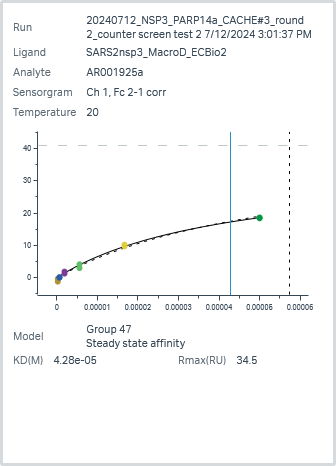 Run 20240712_NSP3_PARP14a_CACHE#3_round
2_counter screen test 2 7/12/2024 3:01:37 PM
Ligand SARS2nsp3_MacroD_ECBio2
Analyte AR001925a
Sensorgram Ch 1, Fc 2-1 corr
Temperature 20
40
30
20
10
0
0 0.00001 0.00002 0.00003 0.00004 0.00005 0.00006
Model Group 47
Steady state affinity
KD(M) 4.28e-05 Rmax(RU) 34.5